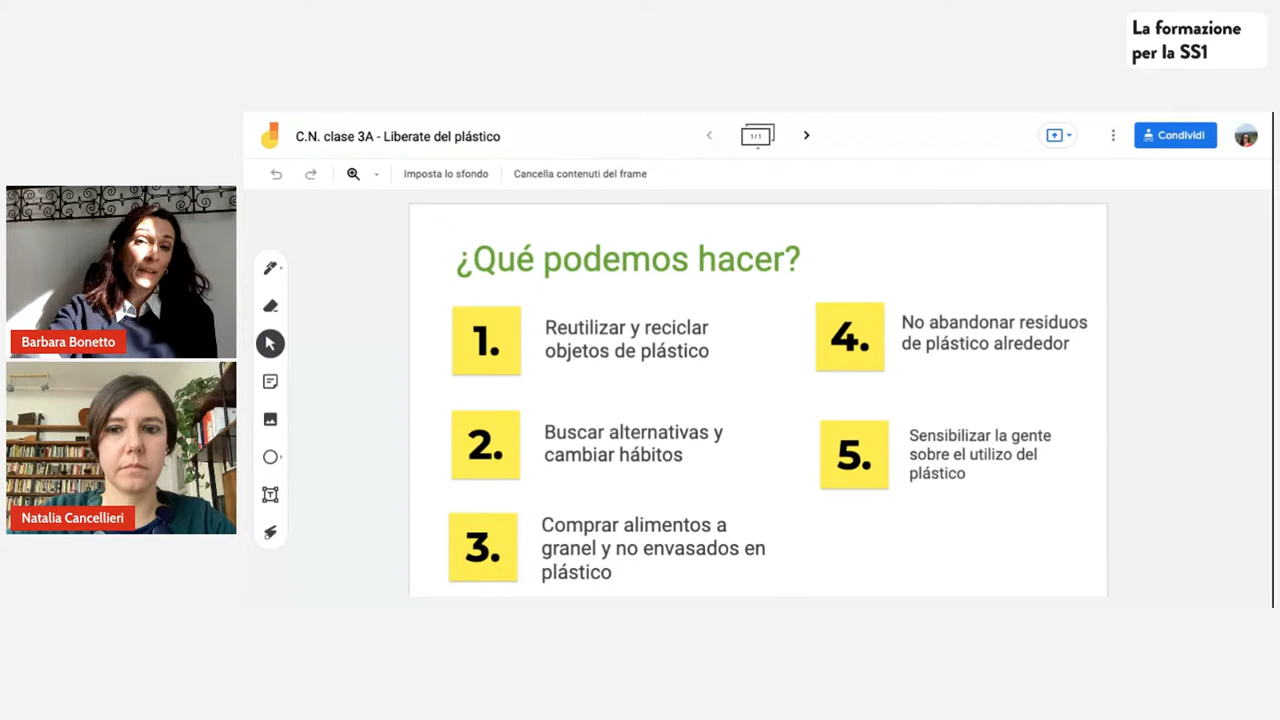 La formazione
per la SS1
C.N. clase 3A - Liberate del plástico
1/1
Condividi
Imposta lo sfondo
Cancella contenuti del frame
¿Qué podemos hacer?
1.
Reutilizar y reciclar
objetos de plástico
2.
Buscar alternativas y
cambiar hábitos
3.
Comprar alimentos a
granel y no envasados en
plástico
4.
No abandonar residuos
de plástico alrededor
5.
Sensibilizar la gente
sobre el utilizo del
plástico
Barbara Bonetto
Natalia Cancellieri